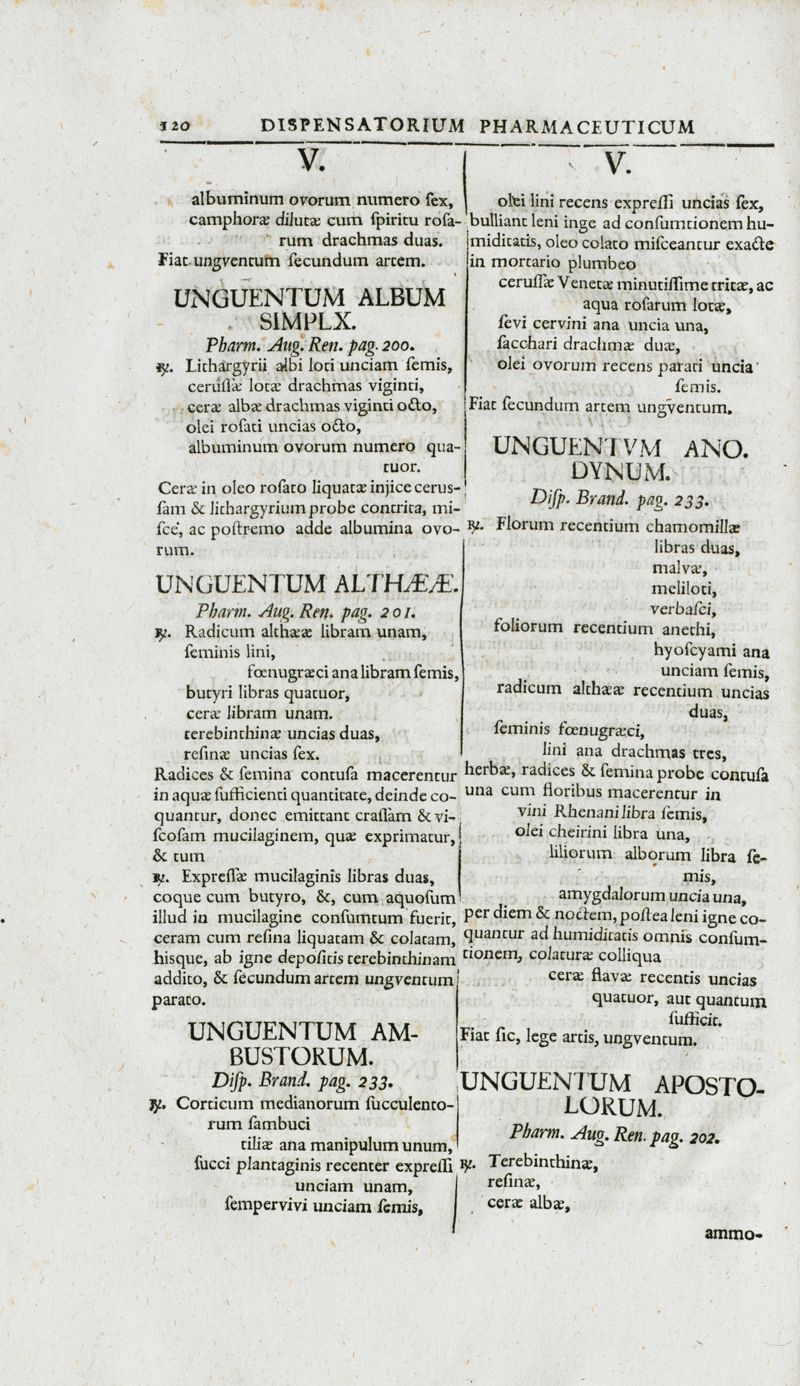 120 DISPENSATORIUM PHARMACEUTICUM
V.
albuminum ovorum numero ſex,
camphoræ dilutæ cum ſpiritu roſa-
rum drachmas duas.
Fiat ungventum ſecundum artem.
UNGUENTUM ALBUM
SIMPLX.
Pharm. Aug. Ren. pag. 200.
℞. Lithargyrii albi loti unciam ſemis,
ceruſſæ lotæ drachmas viginti,
ceræ albæ drachmas viginti octo,
olei roſati uncias octo,
albuminum ovorum numero qua-
tuor.
Ceræ in oleo roſato liquatæ injice cerus-
ſam & lithargyrium probe contrita, mi-
ſce, ac poſtremo adde albumina ovo-
rum.
UNGUENTUM ALTHÆÆ.
Pharm. Aug. Ren. pag. 201.
℞. Radicum althææ libram unam,
ſeminis lini,
fœnugræci ana libram ſemis,
butyri libras quatuor,
ceræ libram unam.
terebinthinæ uncias duas,
reſinæ uncias ſex.
Radices & ſemina contuſa macerentur
in aquæ ſufficienti quantitate, deinde co-
quantur, donec emittant craſſam & vi-
ſcoſam mucilaginem, quæ exprimatur,
& tum
℞. Expreſſæ mucilaginis libras duas,
coque cum butyro, &, cum aquoſum
illud in mucilagine conſumtum fuerit,
ceram cum reſina liquatam & colatam,
hisque, ab igne depoſitis terebinthinam
addito, & ſecundum artem ungventum
parato.
UNGUENTUM AM-
BUSTORUM.
Diſp. Brand. pag. 233.
℞. Corticum medianorum ſucculento-
rum ſambuci
tiliæ ana manipulum unum,
ſucci plantaginis recenter expreſſi
unciam unam,
ſempervivi unciam ſemis,
V.
olei lini recens expreſſi uncias ſex,
bulliant leni inge ad conſumtionem hu-
miditatis, oleo colato miſceantur exacte
in mortario plumbeo
ceruſſæ Venetæ minutiſſime tritæ, ac
aqua roſarum lotæ,
ſevi cervini ana uncia una,
ſacchari drachmæ duæ,
olei ovorum recens parati uncia
ſemis.
Fiat ſecundum artem ungventum.
UNGUENTVM ANO.
DYNUM.
Diſp. Brand. pag. 233.
℞. Florum recentium chamomillæ
libras duas,
malvæ,
meliloti,
verbaſci,
foliorum recentium anethi,
hyoſcyami ana
unciam ſemis,
radicum althææ recentium uncias
duas,
ſeminis fœnugræci,
lini ana drachmas tres,
herbæ, radices & ſemina probe contuſa
una cum floribus macerentur in
vini Rhenani libra ſemis,
olei cheirini libra una,
liliorum alborum libra ſe-
mis,
amygdalorum uncia una,
per diem & noctem, poſtea leni igne co-
quantur ad humiditatis omnis conſum-
tionem, colaturæ colliqua
ceræ flavæ recentis uncias
quatuor, aut quantum
ſufficit.
Fiat ſic, lege artis, ungventum.
UNGUENTUM APOSTO-
LORUM.
Pharm. Aug. Ren. pag. 202.
℞. Terebinthinæ,
reſinæ,
ceræ albæ,
ammo-